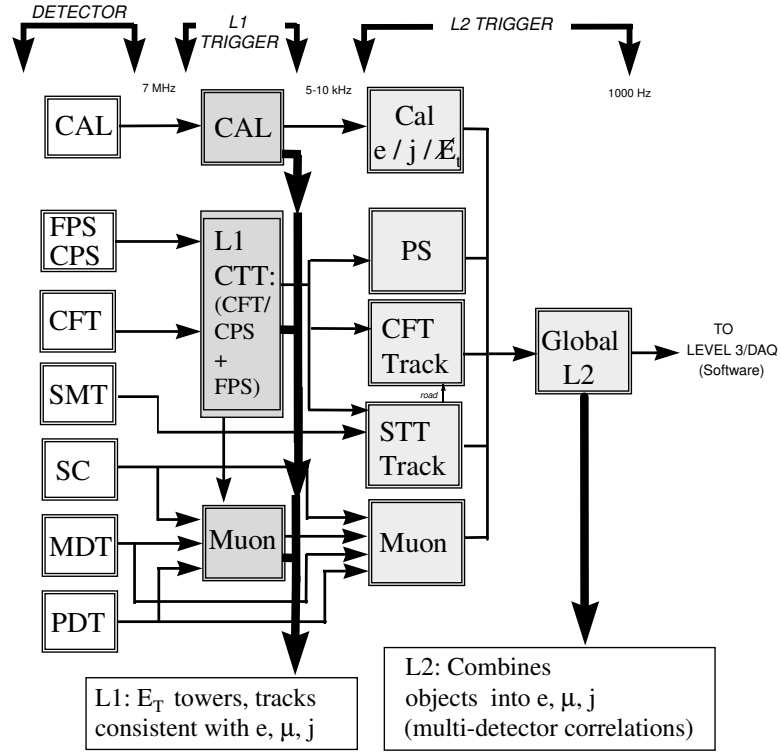 DETECTOR
L1
TRIGGER
L2 TRIGGER
7 MHz
5-10 kHz
1000 Hz
CAL
CAL
Cal
e / j / E̸t
FPS
CPS
L1
CTT:
(CFT/
CPS
+
FPS)
PS
CFT
CFT
Track
Global
L2
TO
LEVEL 3/DAQ
(Software)
SMT
road
STT
Track
SC
MDT
Muon
Muon
PDT
L1: ET towers, tracks
consistent with e, μ, j
L2: Combines
objects into e, μ, j
(multi-detector correlations)